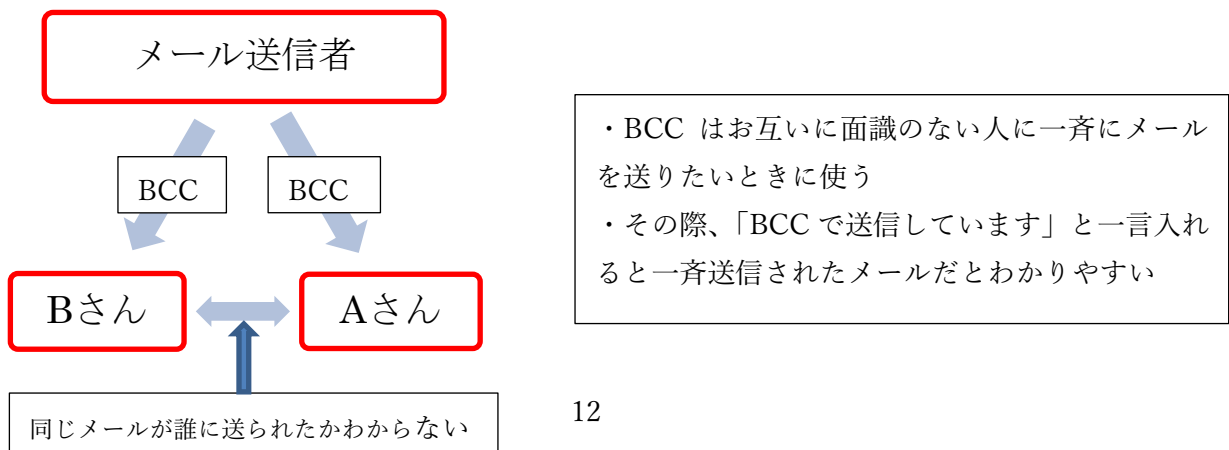 メール送信者
BCC
BCC
Bさん
Aさん
同じメールが誰に送られたかわからない
・BCC はお互いに面識のない人に一斉にメール
を送りたいときに使う
・その際、「BCC で送信しています」と一言入れ
ると一斉送信されたメールだとわかりやすい
12